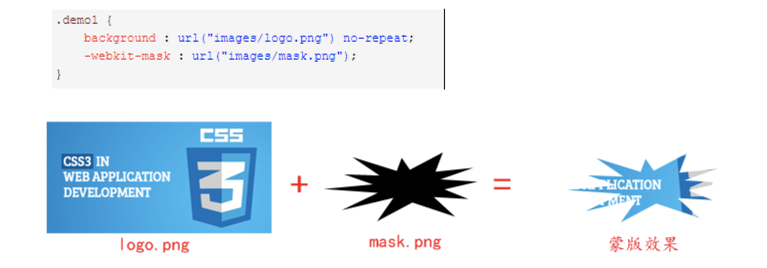 .demo1 {
background : url("images/logo.png") no-repeat;
-webkit-mask : url("images/mask.png");
}
CSS
3
CSS3 IN
WEB APPLICATION
DEVELOPMENT
+
=
PLICATION
MENT
logo.png
mask.png
蒙版效果